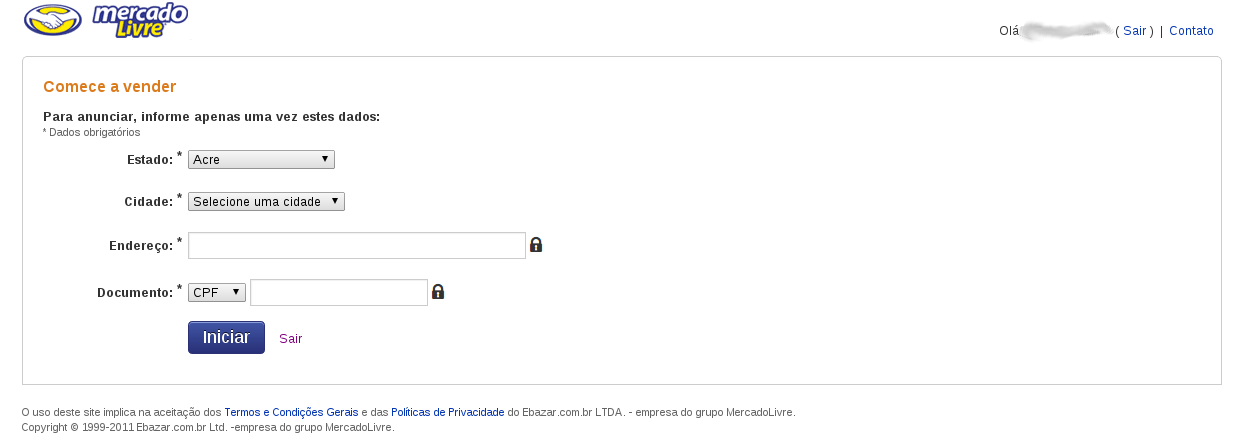 mercado
livre
Olá ( Sair ) | Contato
Comece a vender
Para anunciar, informe apenas uma vez estes dados:
* Dados obrigatórios
Estado: * Acre
Cidade: * Selecione uma cidade
Endereço: *
Documento: * CPF
Iniciar Sair
O uso deste site implica na aceitação dos Termos e Condições Gerais e das Políticas de Privacidade do Ebazar.com.br LTDA. - empresa do grupo MercadoLivre.
Copyright © 1999-2011 Ebazar.com.br Ltd. -empresa do grupo MercadoLivre.